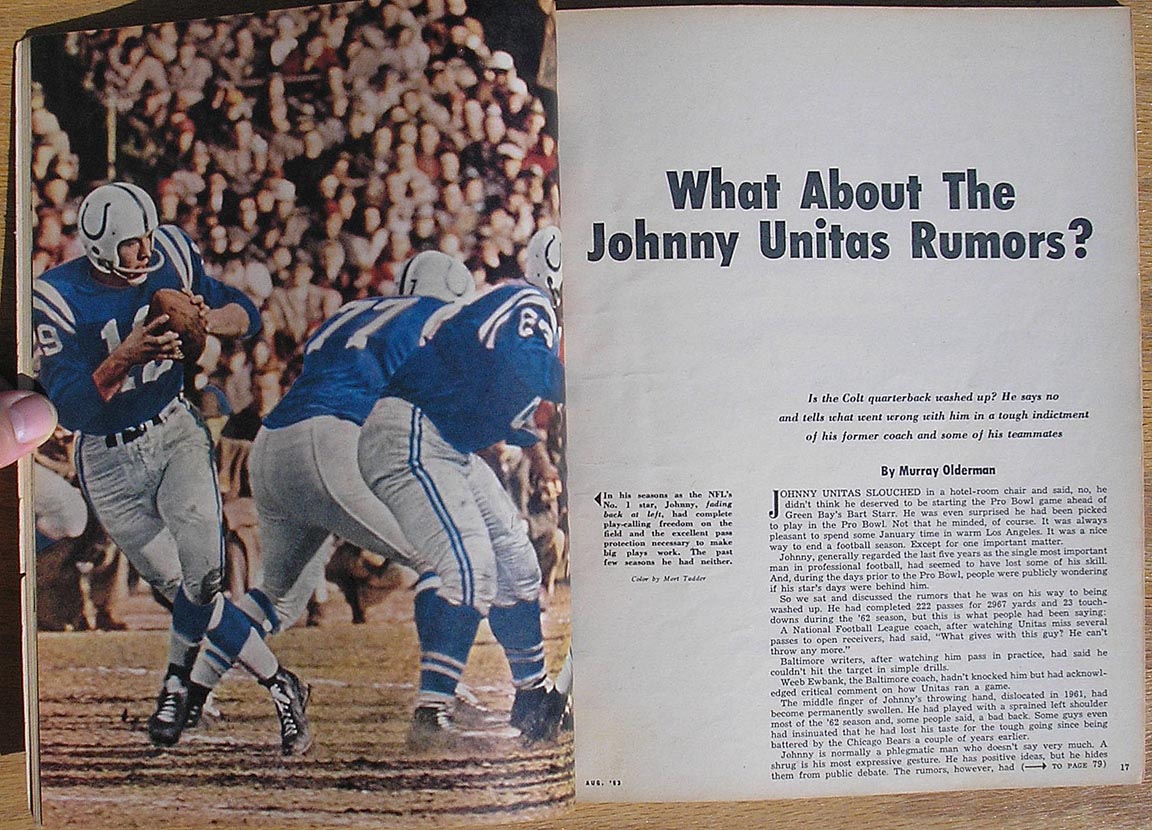 19
19
77
7
6
What About The
Johnny Unitas Rumors?
Is the Colt quarterback washed up? He says no
and tells what went wrong with him in a tough indictment
of his former coach and some of his teammates
By Murray Olderman
In his seasons as the NFL's
No. 1 star, Johnny, fading
back at left, had complete
play-calling freedom on the
field and the excellent pass
protection necessary to make
big plays work. The past
few seasons he had neither.
Color by Mort Tadder
JOHNNY UNITAS SLOUCHED in a hotel-room chair and said, no, he
didn't think he deserved to be starting the Pro Bowl game ahead of
Green Bay's Bart Starr. He was even surprised he had been picked
to play in the Pro Bowl. Not that he minded, of course. It was always
pleasant to spend some January time in warm Los Angeles. It was a nice
way to end a football season. Except for one important matter.
Johnny, generally regarded the last five years as the single most important
man in professional football, had seemed to have lost some of his skill.
And, during the days prior to the Pro Bowl, people were publicly wondering
if his star's days were behind him.
So we sat and discussed the rumors that he was on his way to being
washed up. He had completed 222 passes for 2967 yards and 23 touch-
downs during the '62 season, but this is what people had been saying:
A National Football League coach, after watching Unitas miss several
passes to open receivers, had said, "What gives with this guy? He can't
throw any more."
Baltimore writers, after watching him pass in practice, had said he
couldn't hit the target in simple drills.
Weeb Ewbank, the Baltimore coach, hadn't knocked him but had acknowl-
edged critical comment on how Unitas ran a game.
The middle finger of Johnny's throwing hand, dislocated in 1961, had
become permanently swollen. He had played with a sprained left shoulder
most of the '62 season and, some people said, a bad back. Some guys even
had insinuated that he had lost his taste for the tough going since being
battered by the Chicago Bears a couple of years earlier.
Johnny is normally a phlegmatic man who doesn't say very much. A
shrug is his most expressive gesture. He has positive ideas, but he hides
them from public debate. The rumors, however, had (⟶ TO PAGE 79)
AUG. '63
17